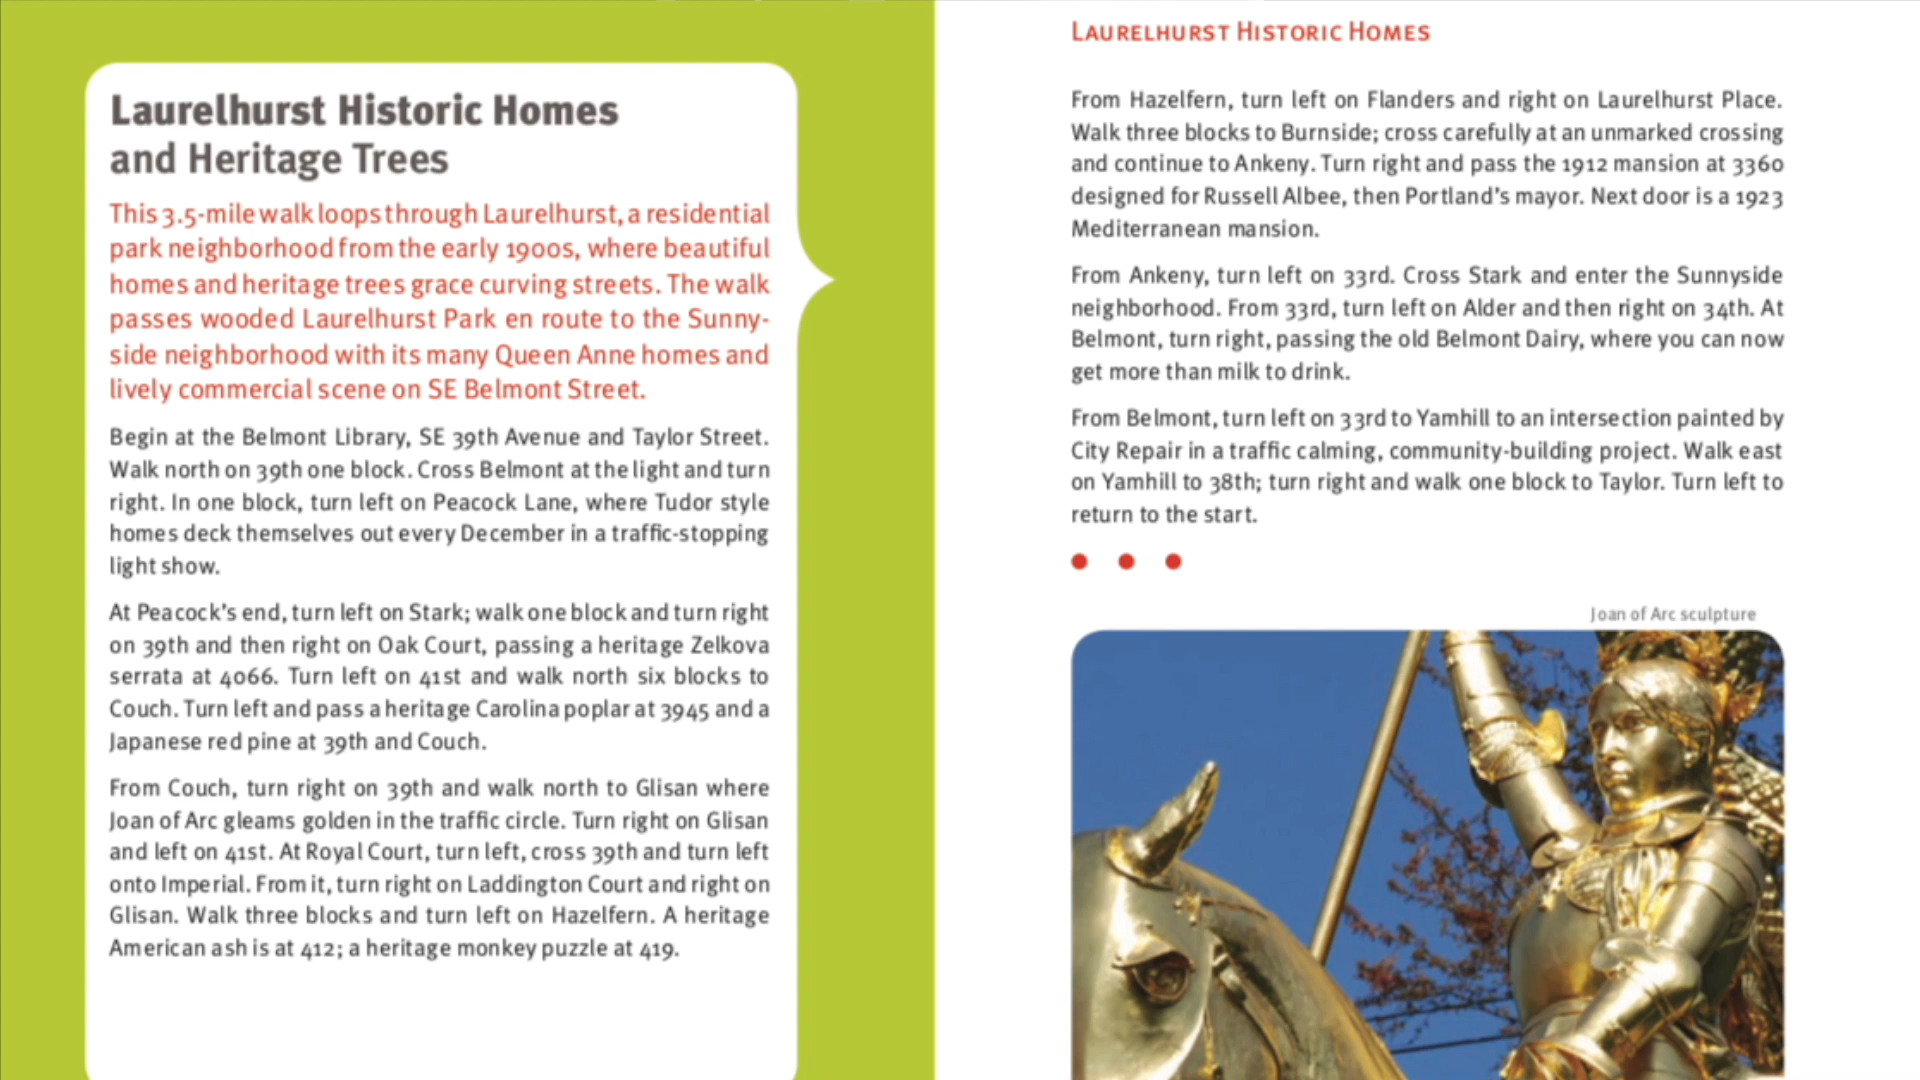 Laurelhurst Historic Homes
and Heritage Trees
This 3.5-mile walk loops through Laurelhurst, a residential
park neighborhood from the early 1900s, where beautiful
homes and heritage trees grace curving streets. The walk
passes wooded Laurelhurst Park en route to the Sunny-
side neighborhood with its many Queen Anne homes and
lively commercial scene on SE Belmont Street.
Begin at the Belmont Library, SE 39th Avenue and Taylor Street.
Walk north on 39th one block. Cross Belmont at the light and turn
right. In one block, turn left on Peacock Lane, where Tudor style
homes deck themselves out every December in a traffic-stopping
light show.
At Peacock's end, turn left on Stark; walk one block and turn right
on 39th and then right on Oak Court, passing a heritage Zelkova
serrata at 4066. Turn left on 41st and walk north six blocks to
Couch. Turn left and pass a heritage Carolina poplar at 3945 and a
Japanese red pine at 39th and Couch.
From Couch, turn right on 39th and walk north to Glisan where
Joan of Arc gleams golden in the traffic circle. Turn right on Glisan
and left on 41st. At Royal Court, turn left, cross 39th and turn left
onto Imperial. From it, turn right on Laddington Court and right on
Glisan. Walk three blocks and turn left on Hazelfern. A heritage
American ash is at 412; a heritage monkey puzzle at 419.
Laurelhurst Historic Homes
From Hazelfern, turn left on Flanders and right on Laurelhurst Place.
Walk three blocks to Burnside; cross carefully at an unmarked crossing
and continue to Ankeny. Turn right and pass the 1912 mansion at 3360
designed for Russell Albee, then Portland's mayor. Next door is a 1923
Mediterranean mansion.
From Ankeny, turn left on 33rd. Cross Stark and enter the Sunnyside
neighborhood. From 33rd, turn left on Alder and then right on 34th. At
Belmont, turn right, passing the old Belmont Dairy, where you can now
get more than milk to drink.
From Belmont, turn left on 33rd to Yamhill to an intersection painted by
City Repair in a traffic calming, community-building project. Walk east
on Yamhill to 38th; turn right and walk one block to Taylor. Turn left to
return to the start.
Joan of Arc sculpture